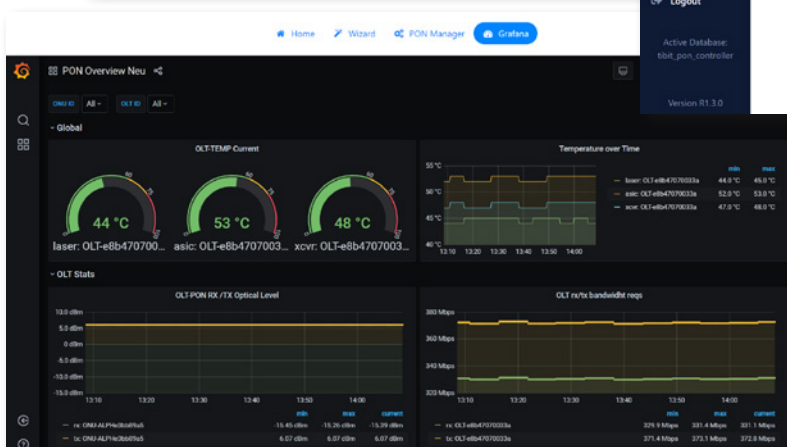 Logout
Active Database:
tibit_pon_controller
Version R1.3.0
Home Wizard PON Manager Grafana
PON Overview Neu
ONU ID All OLT ID All
Global
OLT-TEMP Current
50 50 50
44 °C 53 °C 48 °C
laser: OLT-e8b470700... asic: OLT-e8b4707003... xcvr: OLT-e8b4707003...
Temperature over Time
55 °C
50 °C
45 °C
40 °C
13:10 13:20 13:30 13:40 13:50 14:00
min max
laser: OLT-e8b47070033a 44.0 °C 45.0 °C
asic: OLT-e8b47070033a 52.0 °C 53.0 °C
xcvr: OLT-e8b47070033a 47.0 °C 48.0 °C
OLT Stats
OLT-PON RX /TX Optical Level
10.0 dBm
5.0 dBm
0 dBm
-5.0 dBm
-10.0 dBm
-15.0 dBm
13:10 13:20 13:30 13:40 13:50 14:00
min max current
rx: -15.45 dBm -15.26 dBm -15.39 dBm
tx: 6.07 dBm 6.07 dBm 6.07 dBm
OLT rx/tx bandwidht reqs
380 Mbps
360 Mbps
340 Mbps
320 Mbps
13:10 13:20 13:30 13:40 13:50 14:00
min max current
rx: OLT-e8b47070033a 329.9 Mbps 331.4 Mbps 331.1 Mbps
tx: OLT-e8b47070033a 371.4 Mbps 373.1 Mbps 372.8 Mbps